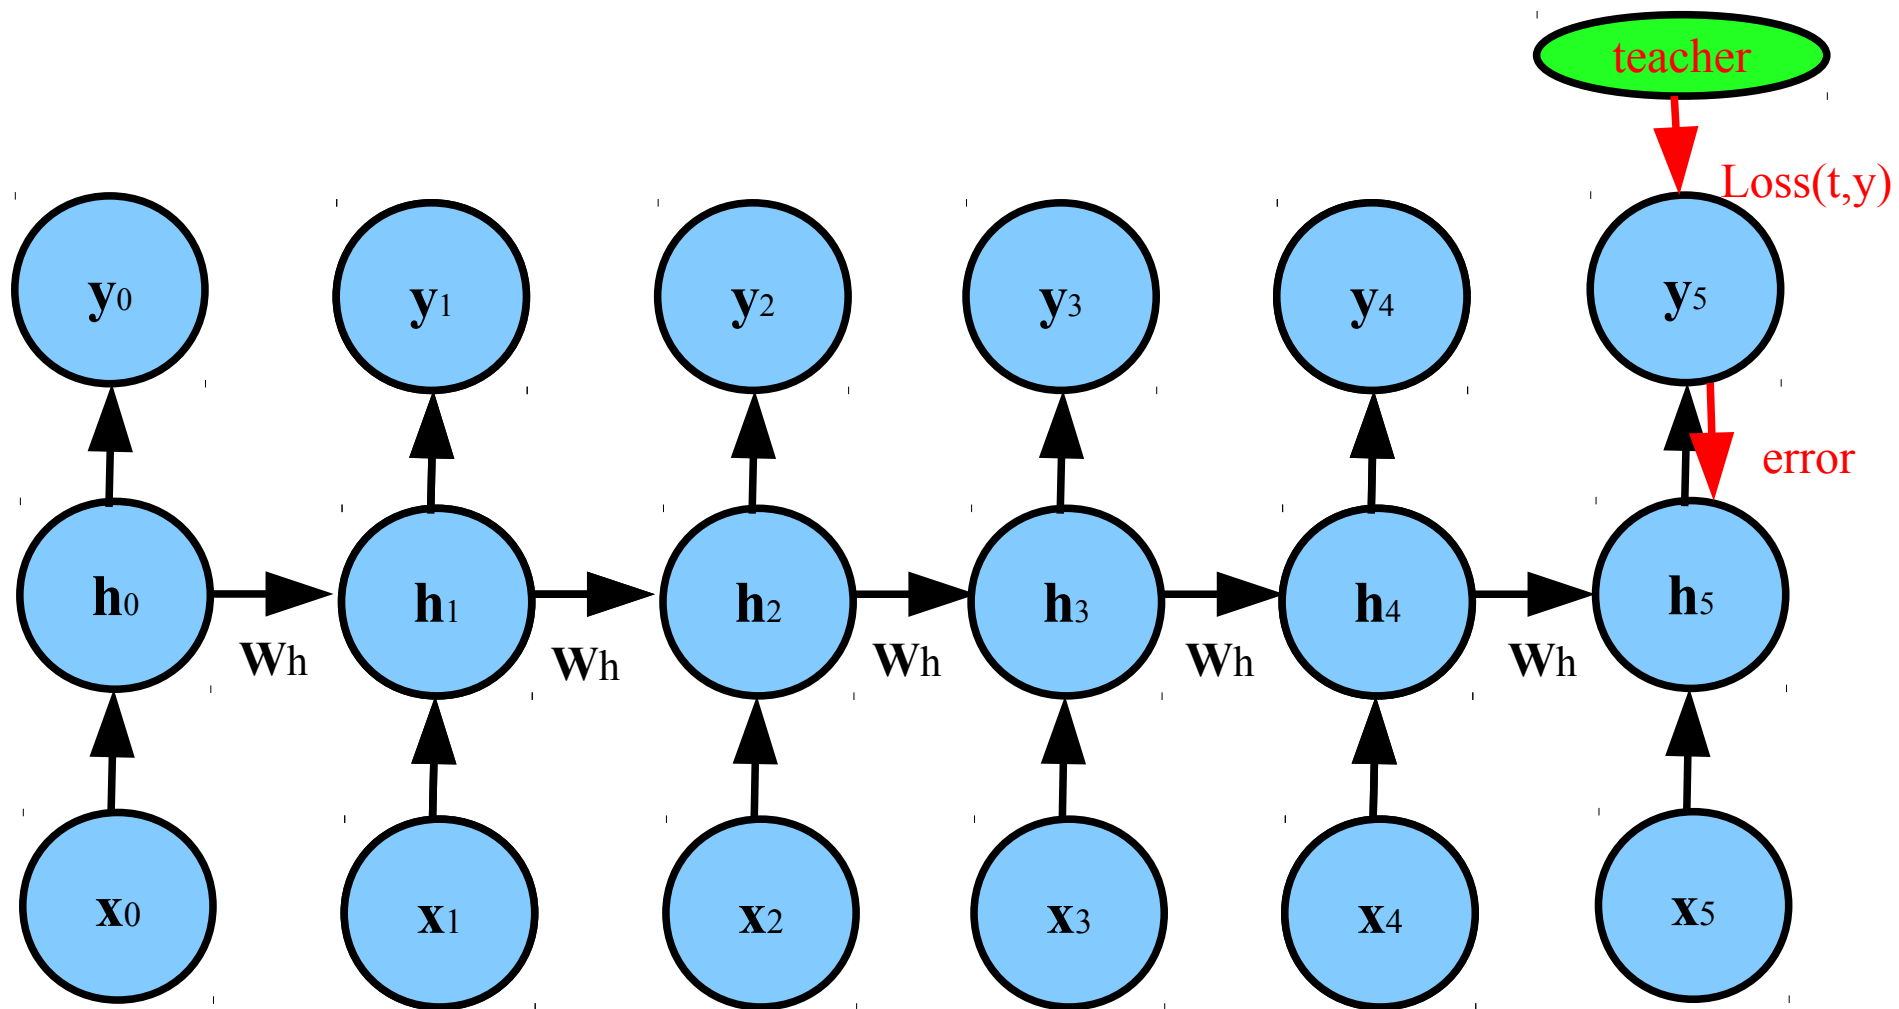 teacher
Loss(t,y)
y0 y1 y2 y3 y4 y5
error
h0 h1 h2 h3 h4 h5
Wh Wh Wh Wh Wh
x0 x1 x2 x3 x4 x5